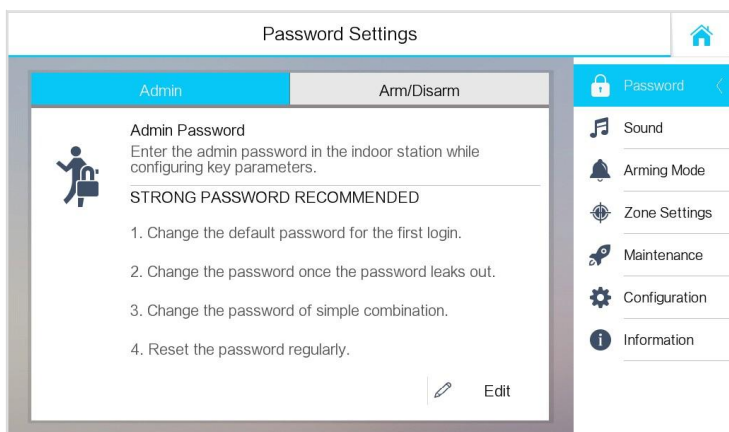 Password Settings
Admin
Arm/Disarm
Admin Password
Enter the admin password in the indoor station while
configuring key parameters.
STRONG PASSWORD RECOMMENDED
1. Change the default password for the first login.
2. Change the password once the password leaks out.
3. Change the password of simple combination.
4. Reset the password regularly.
Edit
Password
Sound
Arming Mode
Zone Settings
Maintenance
Configuration
Information